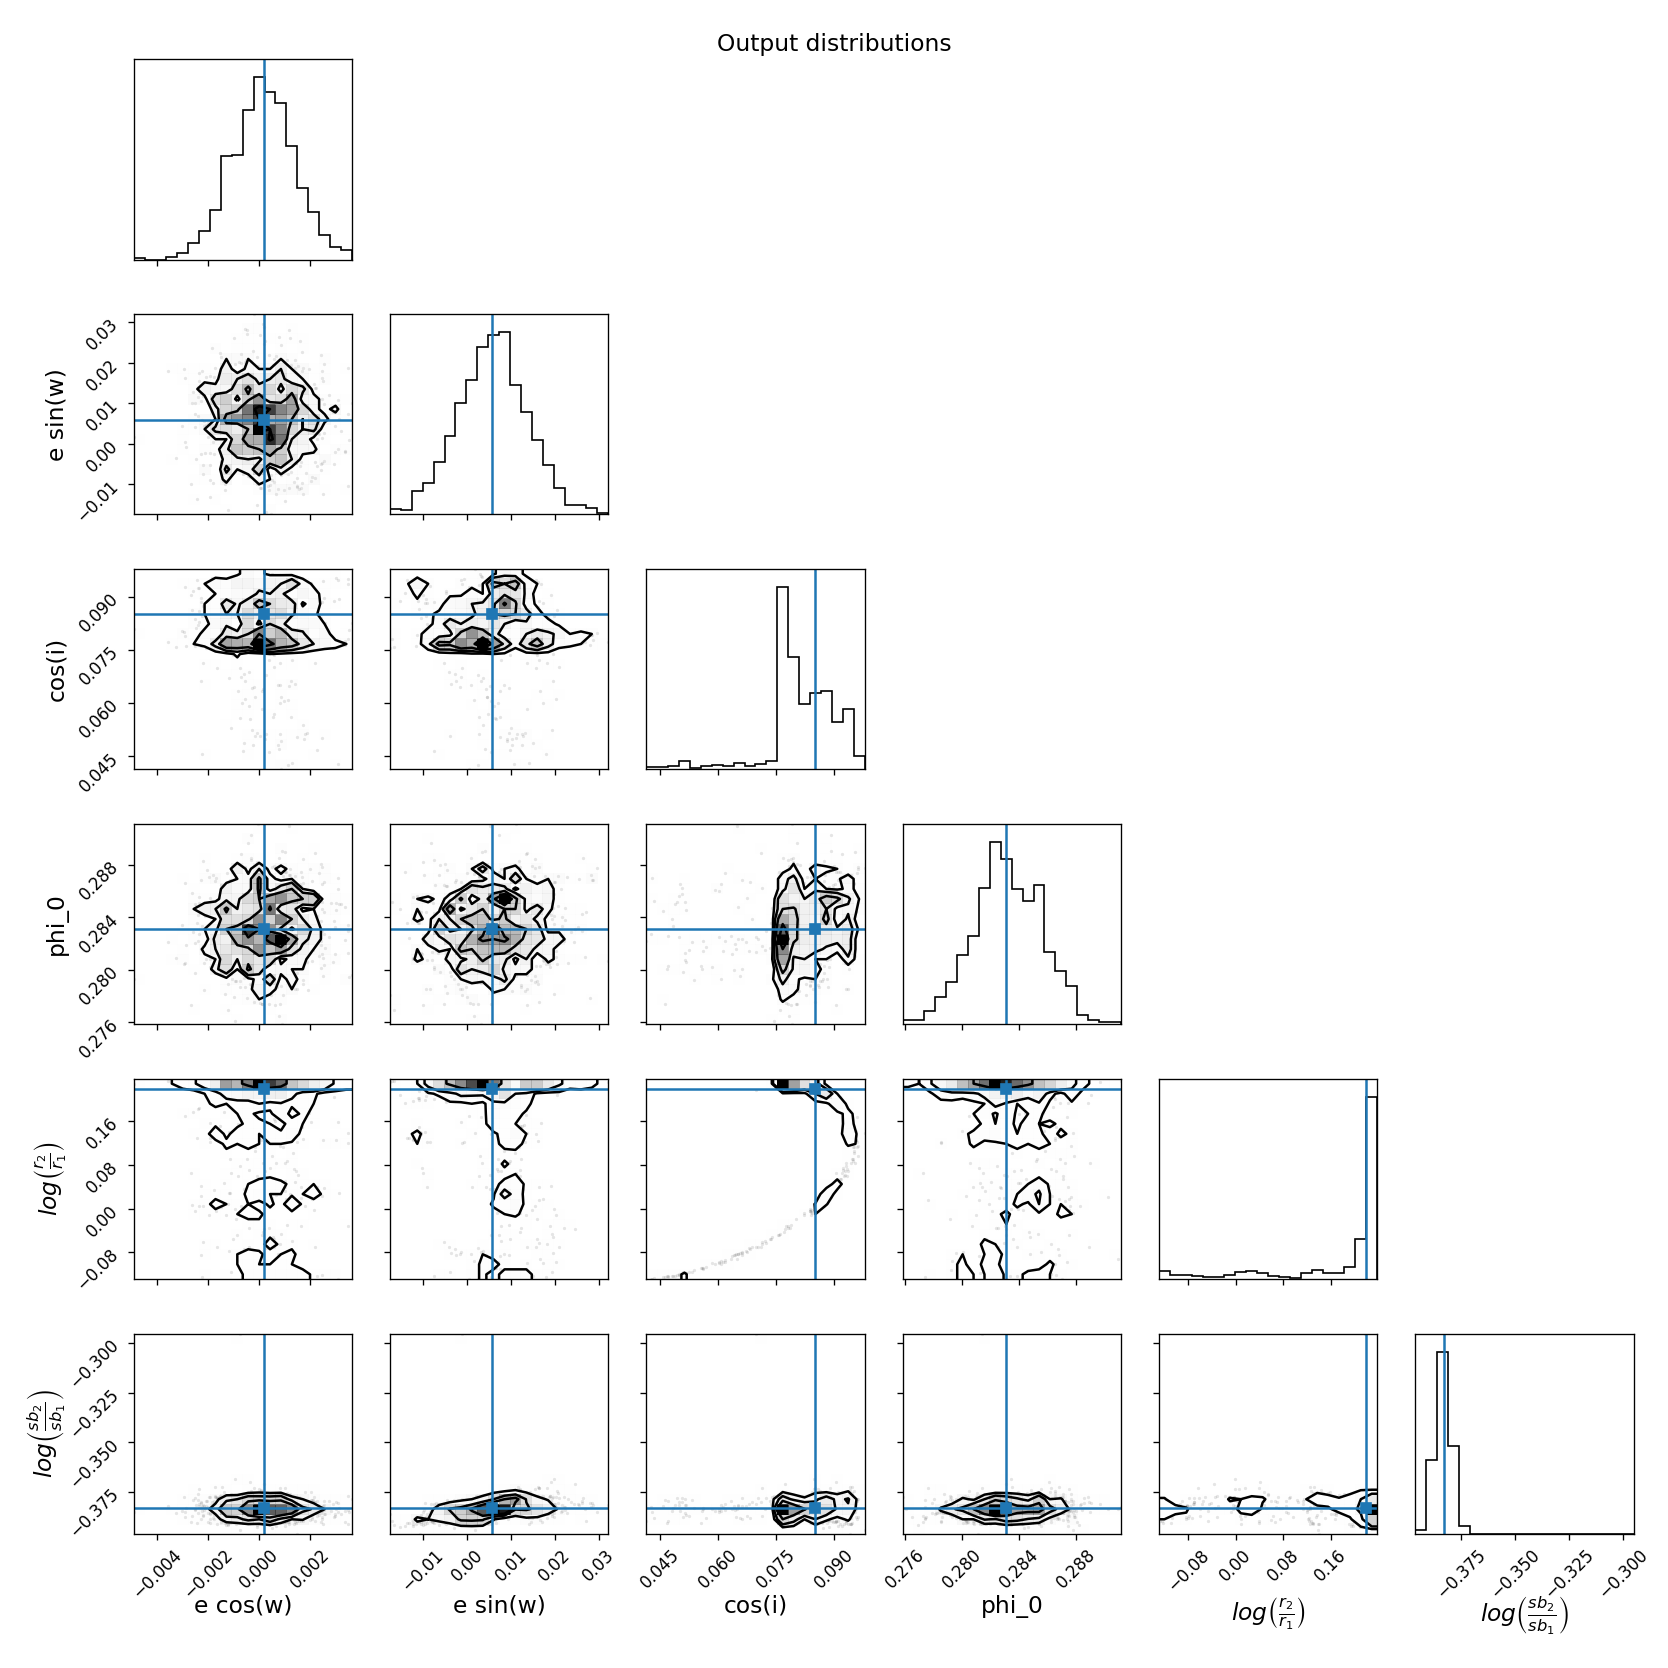 Output distributions
0.03
0.02
0.01
0.00
−0.01
e sin(w)
0.090
0.075
0.060
0.045
cos(i)
0.288
0.284
0.280
0.276
phi_0
0.16
0.08
0.00
−0.08
log(r₂/r₁)
−0.300
−0.325
−0.350
−0.375
log(sb₂/sb₁)
−0.004 −0.002 0.000 0.002
−0.01 0.00 0.01 0.02 0.03
0.045 0.060 0.075 0.090
0.276 0.280 0.284 0.288
−0.08 0.00 0.08 0.16
−0.375 −0.350 −0.325 −0.300
e cos(w) e sin(w) cos(i) phi_0 log(r₂/r₁) log(sb₂/sb₁)